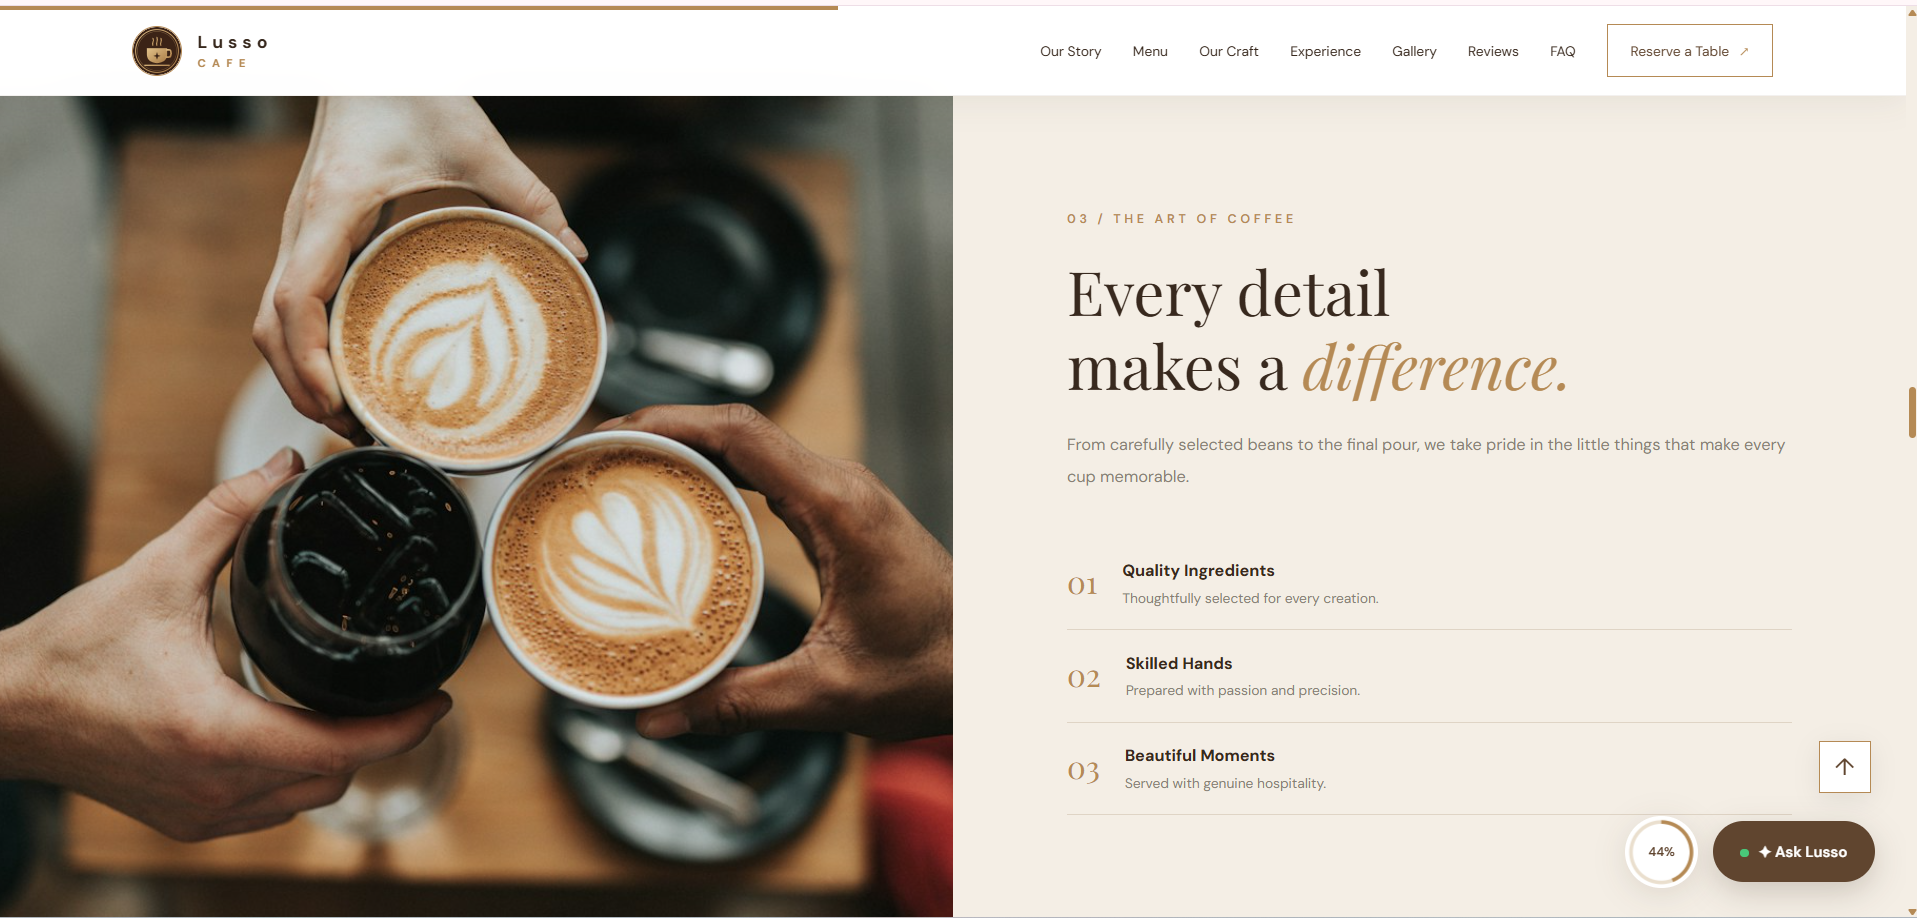 Lusso
CAFE
Our Story
Menu
Our Craft
Experience
Gallery
Reviews
FAQ
Reserve a Table ↗
03 / THE ART OF COFFEE
Every detail
makes a difference.
From carefully selected beans to the final pour, we take pride in the little things that make every
cup memorable.
01
Quality Ingredients
Thoughtfully selected for every creation.
02
Skilled Hands
Prepared with passion and precision.
03
Beautiful Moments
Served with genuine hospitality.
44%
✦ Ask Lusso